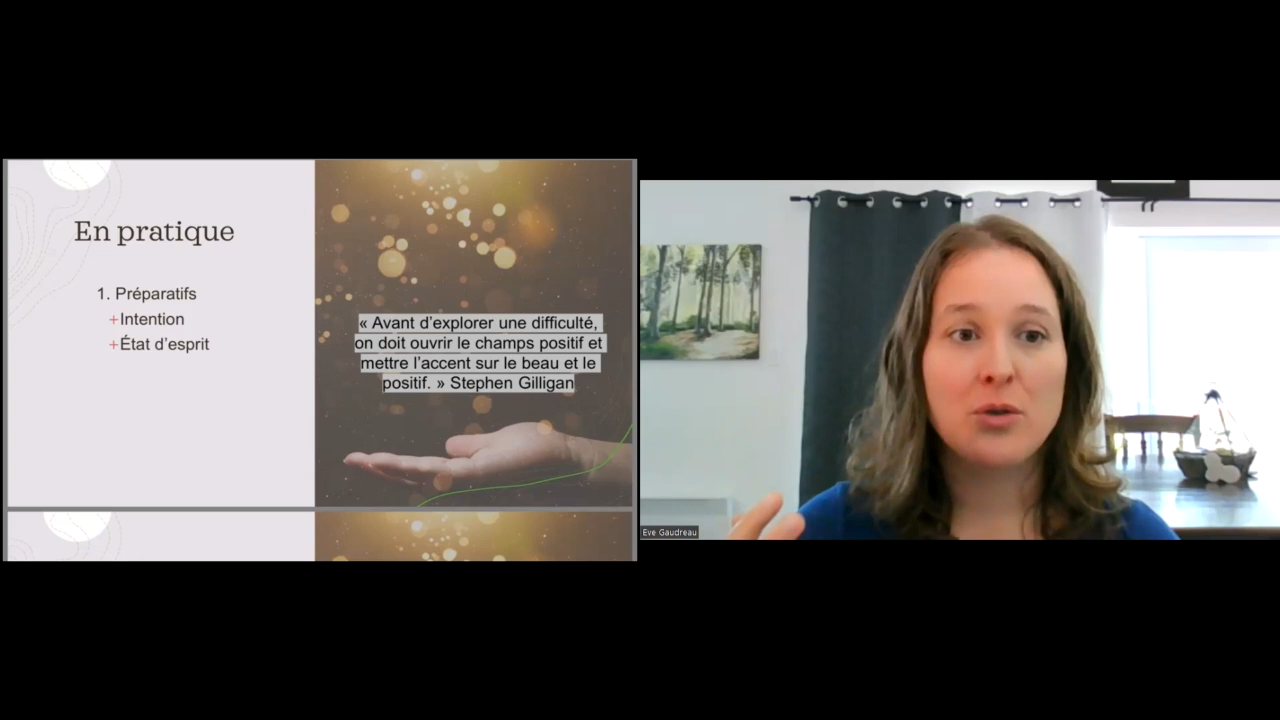 En pratique
1. Préparatifs
+Intention
+État d'esprit
« Avant d'explorer une difficulté,
on doit ouvrir le champs positif et
mettre l'accent sur le beau et le
positif. » Stephen Gilligan
Eve Gaudreau